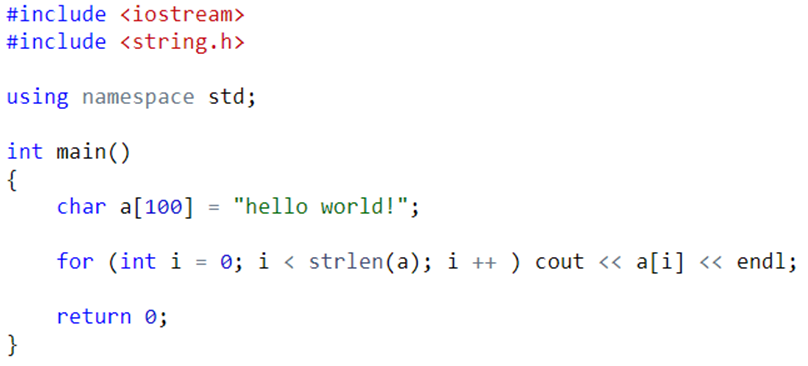 #include <iostream>
#include <string.h>
using namespace std;
int main()
{
    char a[100] = "hello world!";
    for (int i = 0; i < strlen(a); i ++ ) cout << a[i] << endl;
    return 0;
}